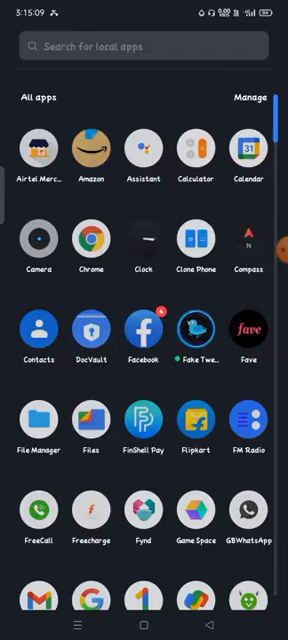 3:15:09
Search for local apps
All apps Manage
Airtel Merc... Amazon Assistant Calculator Calendar
31
Camera Chrome Clock Clone Phone Compass
N
fave
Contacts DocVault Facebook Fake Twe... Fave
File Manager Files FinShell Pay Flipkart FM Radio
FreeCall Freecharge Fynd Game Space GBWhatsApp